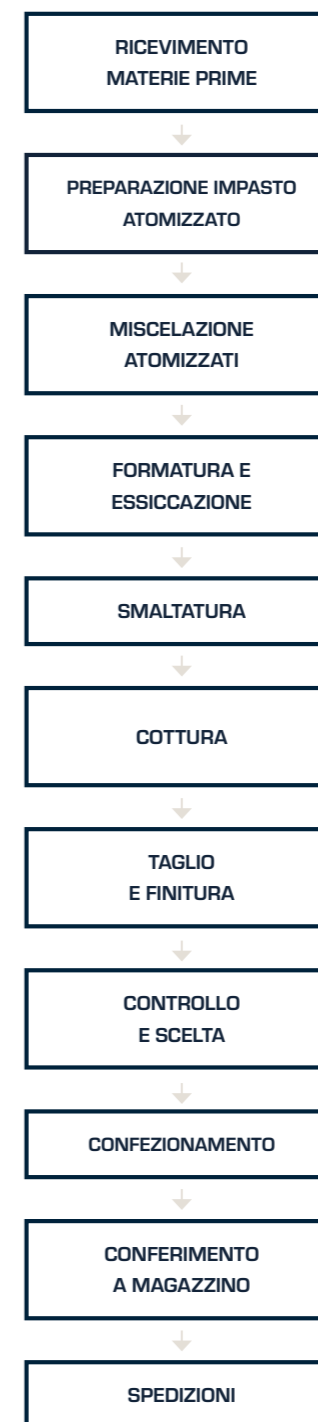 RICEVIMENTO
MATERIE PRIME
PREPARAZIONE IMPASTO
ATOMIZZATO
MISCELAZIONE
ATOMIZZATI
FORMATURA E
ESSICCAZIONE
SMALTATURA
COTTURA
TAGLIO
E FINITURA
CONTROLLO
E SCELTA
CONFEZIONAMENTO
CONFERIMENTO
A MAGAZZINO
SPEDIZIONI